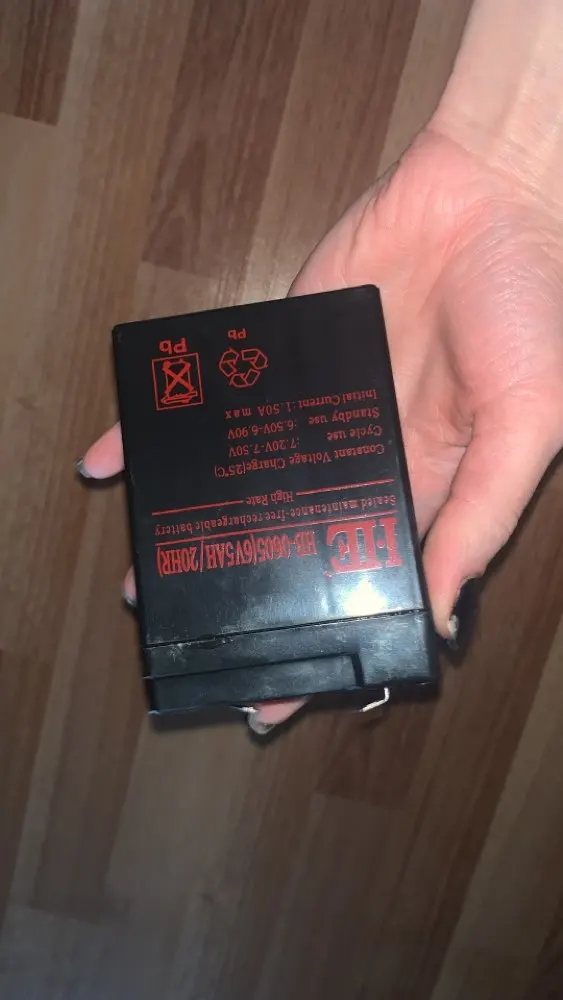 HE HB-0605(6V5AH/20HR)
Sealed maintenance-free rechargeable battery
High Rate
Constant Voltage Charge(25°C)
Cycle use :7.20V-7.50V
Standby use :6.50V-6.90V
Initial Current:1.50A max
Pb
Pb